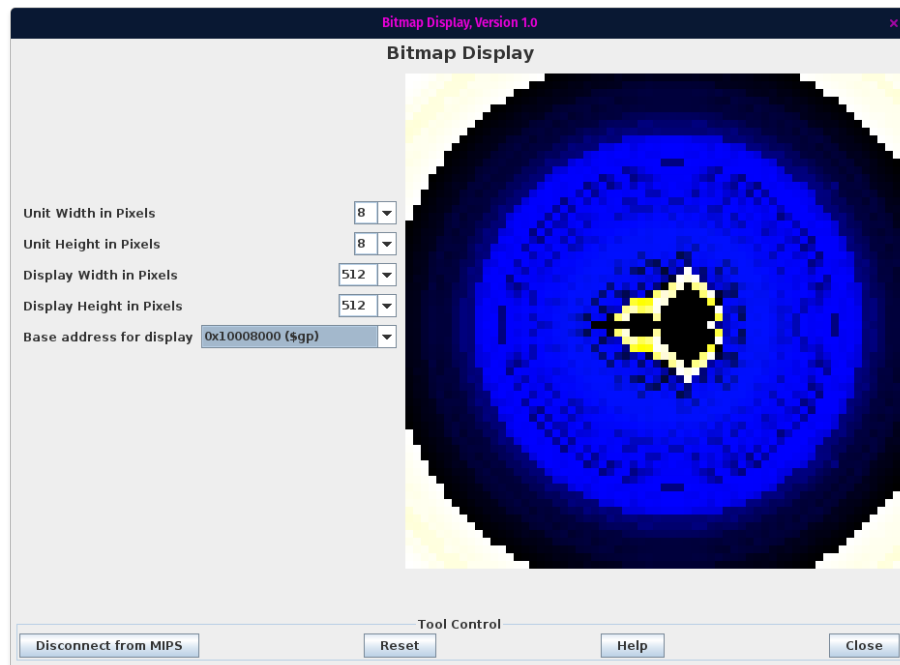 Bitmap Display, Version 1.0
×
Bitmap Display
Unit Width in Pixels 8
Unit Height in Pixels 8
Display Width in Pixels 512
Display Height in Pixels 512
Base address for display 0x10008000 ($gp)
Tool Control
Disconnect from MIPS Reset Help Close